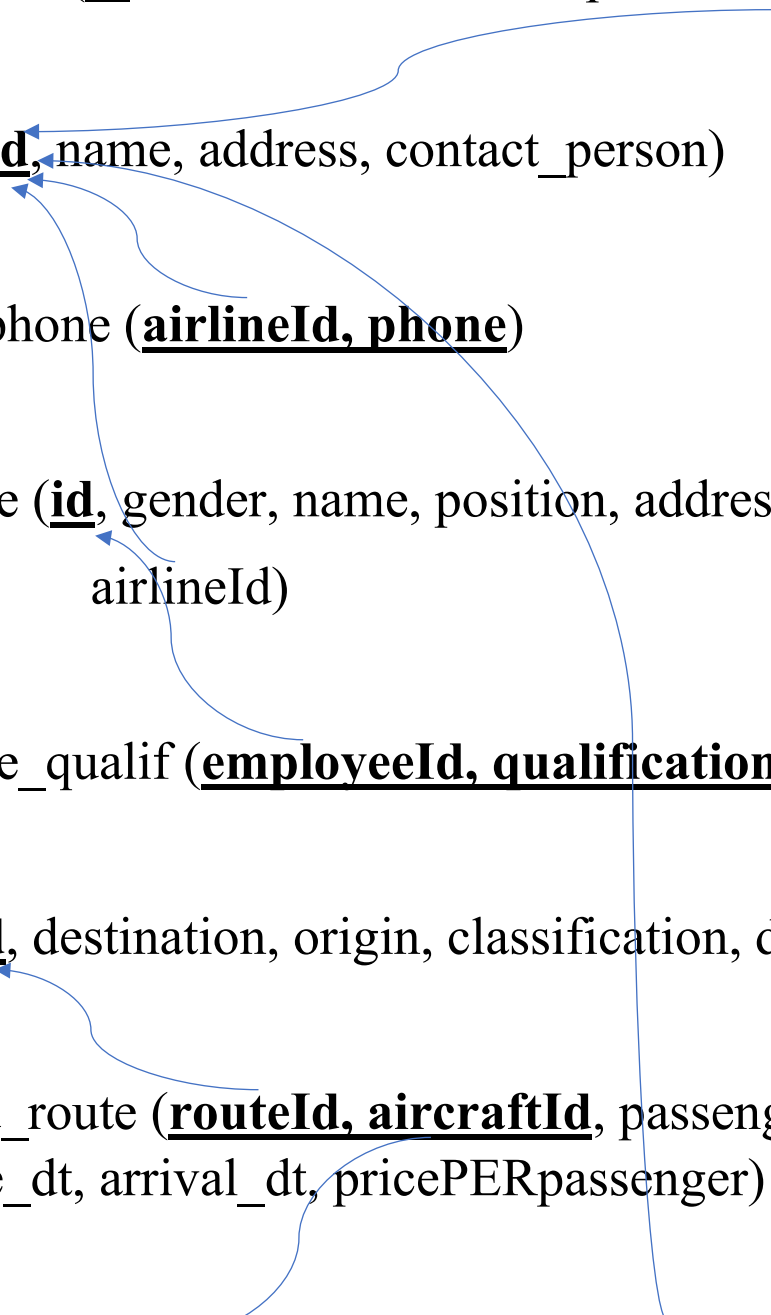 d, name, address, contact_person)
phone (airlineId, phone)
e (id, gender, name, position, addres
airlineId)
e_qualif (employeeId, qualification
, destination, origin, classification, d
_route (routeId, aircraftId, passeng
e_dt, arrival_dt, pricePERpassenger)